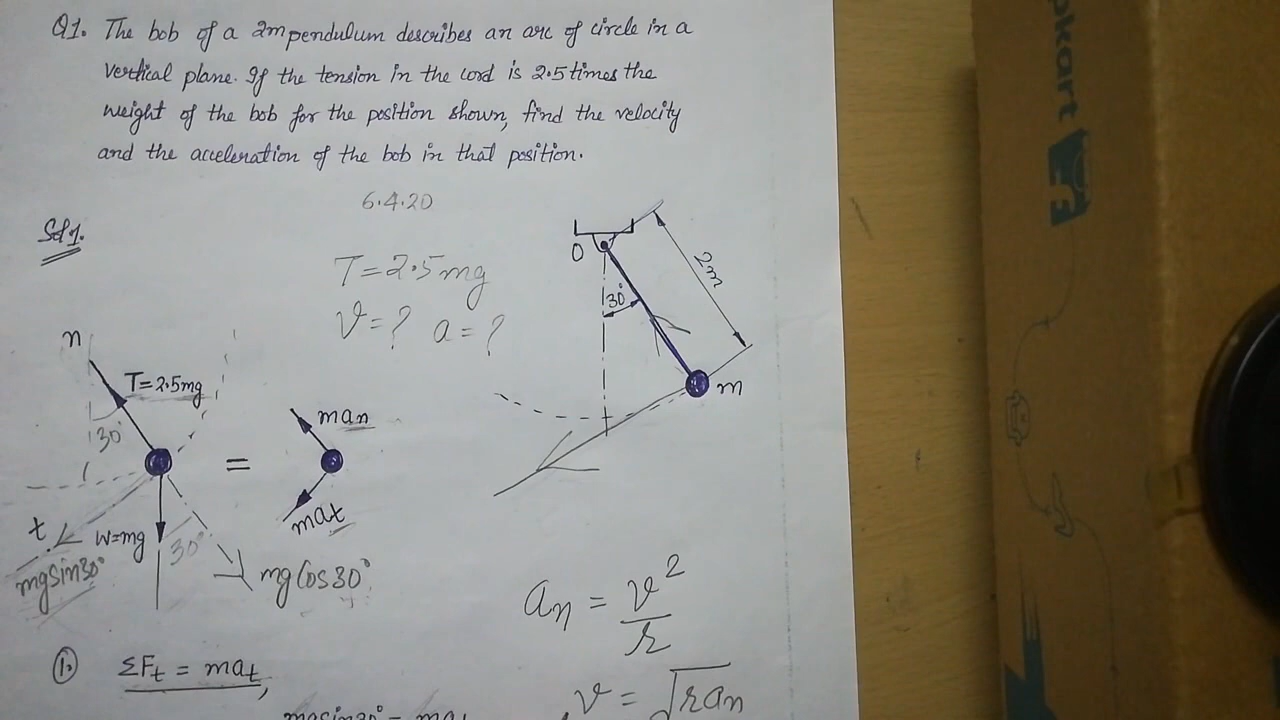 Q1. The bob of a 2m pendulum describes an arc of circle in a
vertical plane. If the tension in the cord is 2.5 times the
weight of the bob for the position shown, find the velocity
and the acceleration of the bob in that position.
6.4.20
Sol1.
T=2.5mg
v=? a=?
O
2m
30°
m
n
T=2.5mg
30°
t
W=mg
30°
mgsin30°
mgCos30°
=
man
mat
an = v²/r
① ΣFt = mat,
v = √ran
mgsin30° = mat